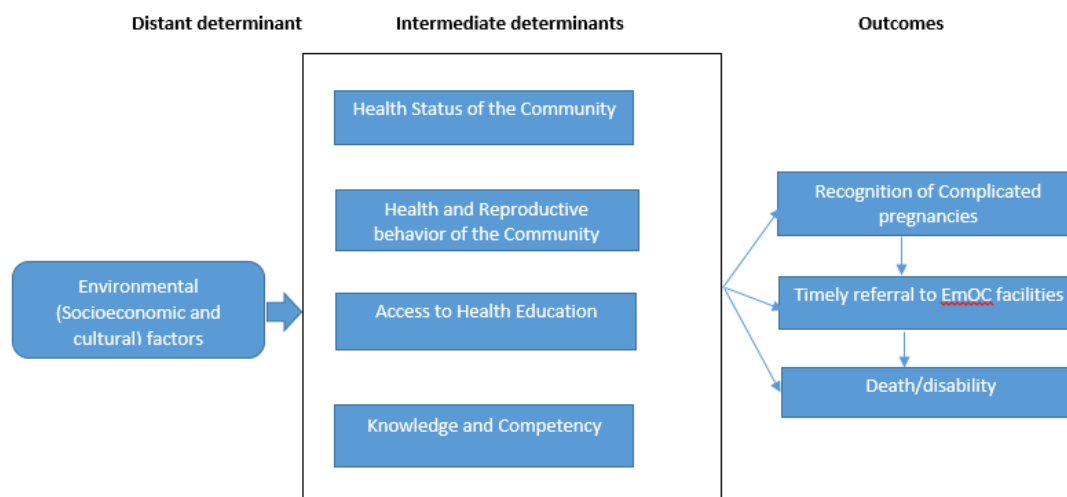 Distant determinant
Intermediate determinants
Outcomes
Environmental
(Socioeconomic and
cultural) factors
Health Status of the Community
Health and Reproductive
behavior of the Community
Access to Health Education
Knowledge and Competency
Recognition of Complicated
pregnancies
Timely referral to EmOC facilities
Death/disability